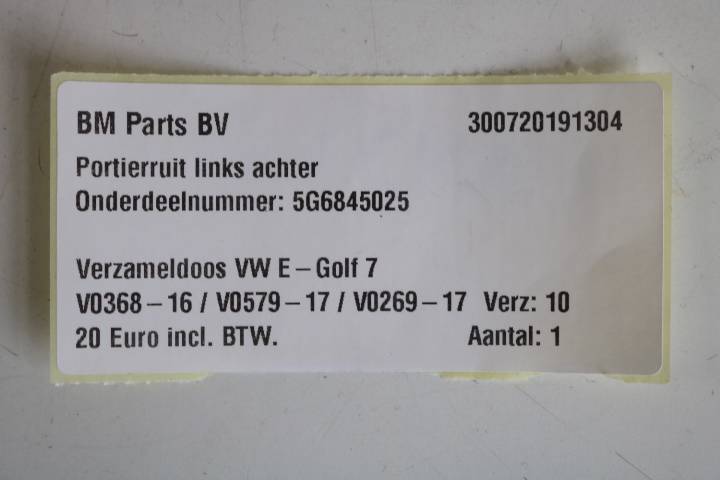 BM Parts BV 300720191304
Portierruit links achter
Onderdeelnummer: 5G6845025
Verzameldoos VW E – Golf 7
V0368 – 16 / V0579 – 17 / V0269 – 17 Verz: 10
20 Euro incl. BTW. Aantal: 1